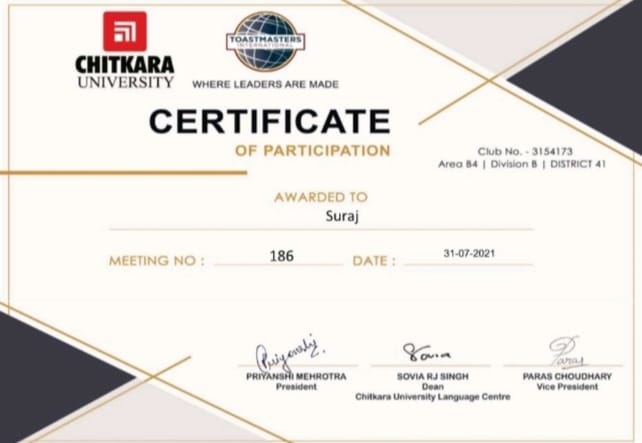 CHITKARA
UNIVERSITY
TOASTMASTERS
INTERNATIONAL
WHERE LEADERS ARE MADE
CERTIFICATE
OF PARTICIPATION
Club No. - 3154173
Area B4 | Division B | DISTRICT 41
AWARDED TO
Suraj
MEETING NO : 186 DATE : 31-07-2021
Priyanshi. Sovia Paras
PRIYANSHI MEHROTRA SOVIA RJ SINGH PARAS CHOUDHARY
President Dean Vice President
Chitkara University Language Centre